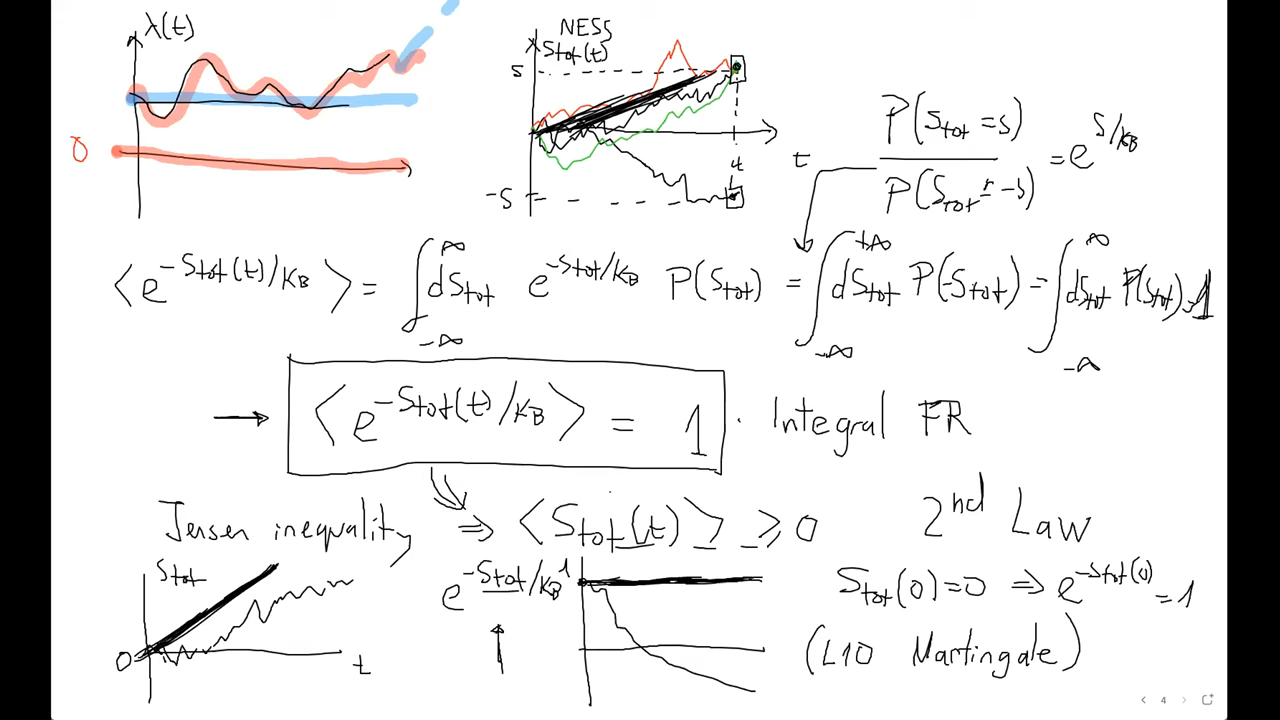 λ(t)
0
NESS
Stot(t)
s
-s
t
t
P(Stot = s) / P(Stot = -s) = e^{s/kB}
⟨e^{-Stot(t)/kB}⟩ = ∫_{-∞}^{∞} dStot e^{-Stot/kB} P(Stot) = ∫_{-∞}^{+∞} dStot P(-Stot) = ∫_{-∞}^{∞} dStot P(Stot) = 1
→ ⟨e^{-Stot(t)/kB}⟩ = 1 . Integral FR
Jensen inequality ⇒ ⟨Stot(t)⟩ ≥ 0 2nd Law
Stot
0
t
e^{-Stot/kB}
1
Stot(0)=0 ⇒ e^{-Stot(0)} = 1
(L10 Martingale)
4